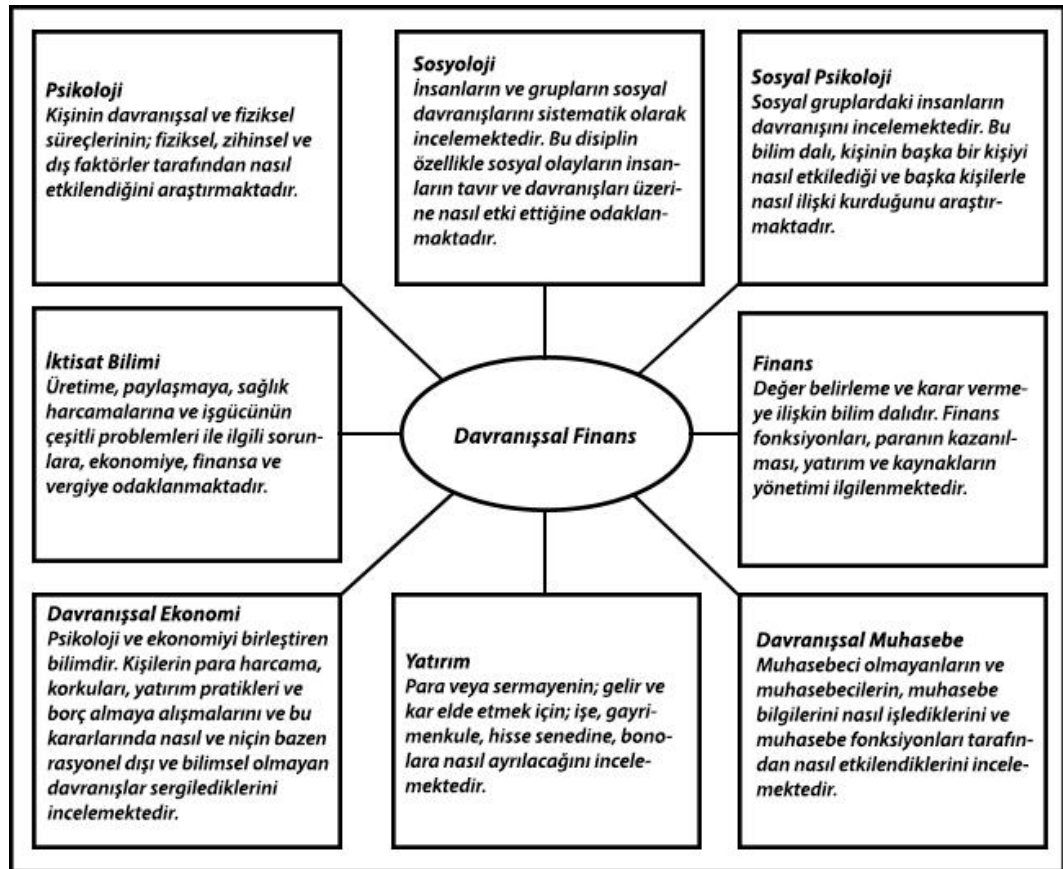 Psikoloji
Kişinin davranışsal ve fiziksel
süreçlerinin; fiziksel, zihinsel ve
dış faktörler tarafından nasıl
etkilendiğini araştırmaktadır.
Sosyoloji
İnsanların ve grupların sosyal
davranışlarını sistematik olarak
incelemektedir. Bu disiplin
özellikle sosyal olayların insan-
ların tavır ve davranışları üzeri-
ne nasıl etki ettiğine odaklan-
maktadır.
Sosyal Psikoloji
Sosyal gruplardaki insanların
davranışını incelemektedir. Bu
bilim dalı, kişinin başka bir kişiyi
nasıl etkilediği ve başka kişilerle
nasıl ilişki kurduğunu araştır-
maktadır.
İktisat Bilimi
Üretime, paylaşmaya, sağlık
harcamalarına ve işgücünün
çeşitli problemleri ile ilgili sorun-
lara, ekonomiye, finansa ve
vergiye odaklanmaktadır.
Davranışsal Finans
Finans
Değer belirleme ve karar verme-
ye ilişkin bilim dalıdır. Finans
fonksiyonları, paranın kazanıl-
ması, yatırım ve kaynakların
yönetimi ilgilenmektedir.
Davranışsal Ekonomi
Psikoloji ve ekonomiyi birleştiren
bilimdir. Kişilerin para harcama,
korkuları, yatırım pratikleri ve
borç almaya alışmalarını ve bu
kararlarında nasıl ve niçin bazen
rasyonel dışı ve bilimsel olmayan
davranışlar sergilediklerini
incelemektedir.
Yatırım
Para veya sermayenin; gelir ve
kar elde etmek için; işe, gayri-
menkule, hisse senedine, bono-
lara nasıl ayrılacağını incele-
mektedir.
Davranışsal Muhasebe
Muhasebeci olmayanların ve
muhasebecilerin, muhasebe
bilgilerini nasıl işlediklerini ve
muhasebe fonksiyonları tarafın-
dan nasıl etkilendiklerini incele-
mektedir.